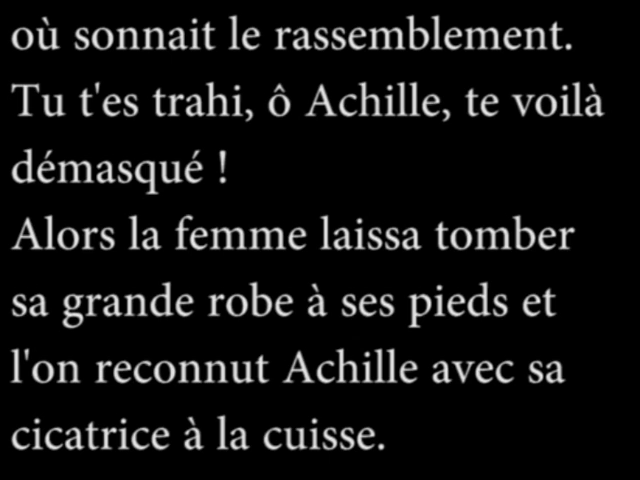 où sonnait le rassemblement.
Tu t'es trahi, ô Achille, te voilà
démasqué !
Alors la femme laissa tomber
sa grande robe à ses pieds et
l'on reconnut Achille avec sa
cicatrice à la cuisse.